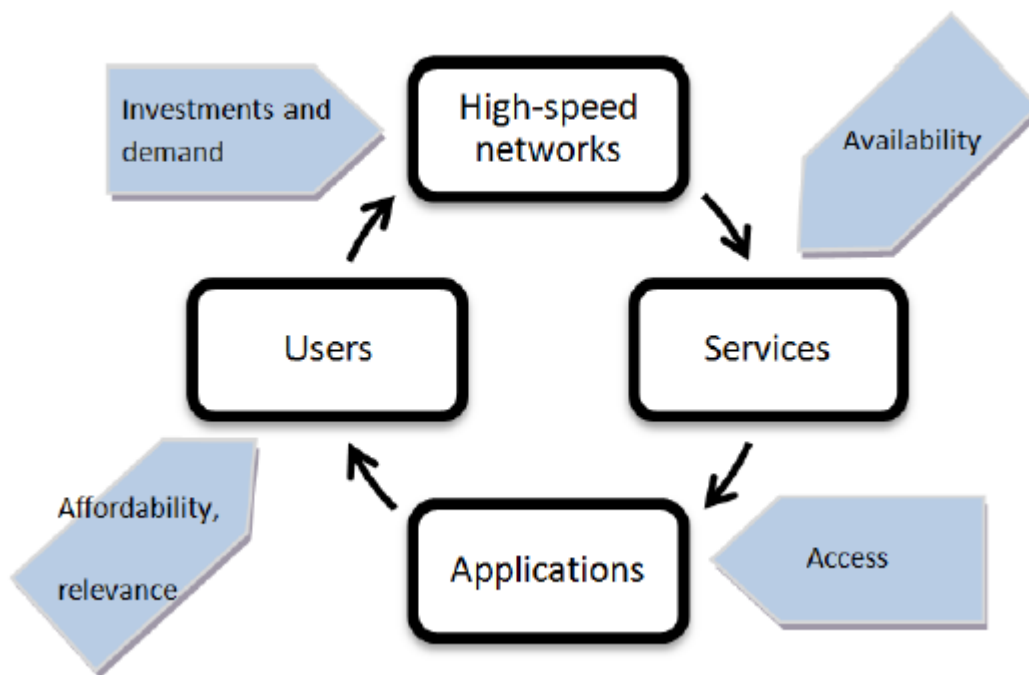 Investments and
demand
High-speed
networks
Availability
Users
Services
Affordability,
relevance
Applications
Access